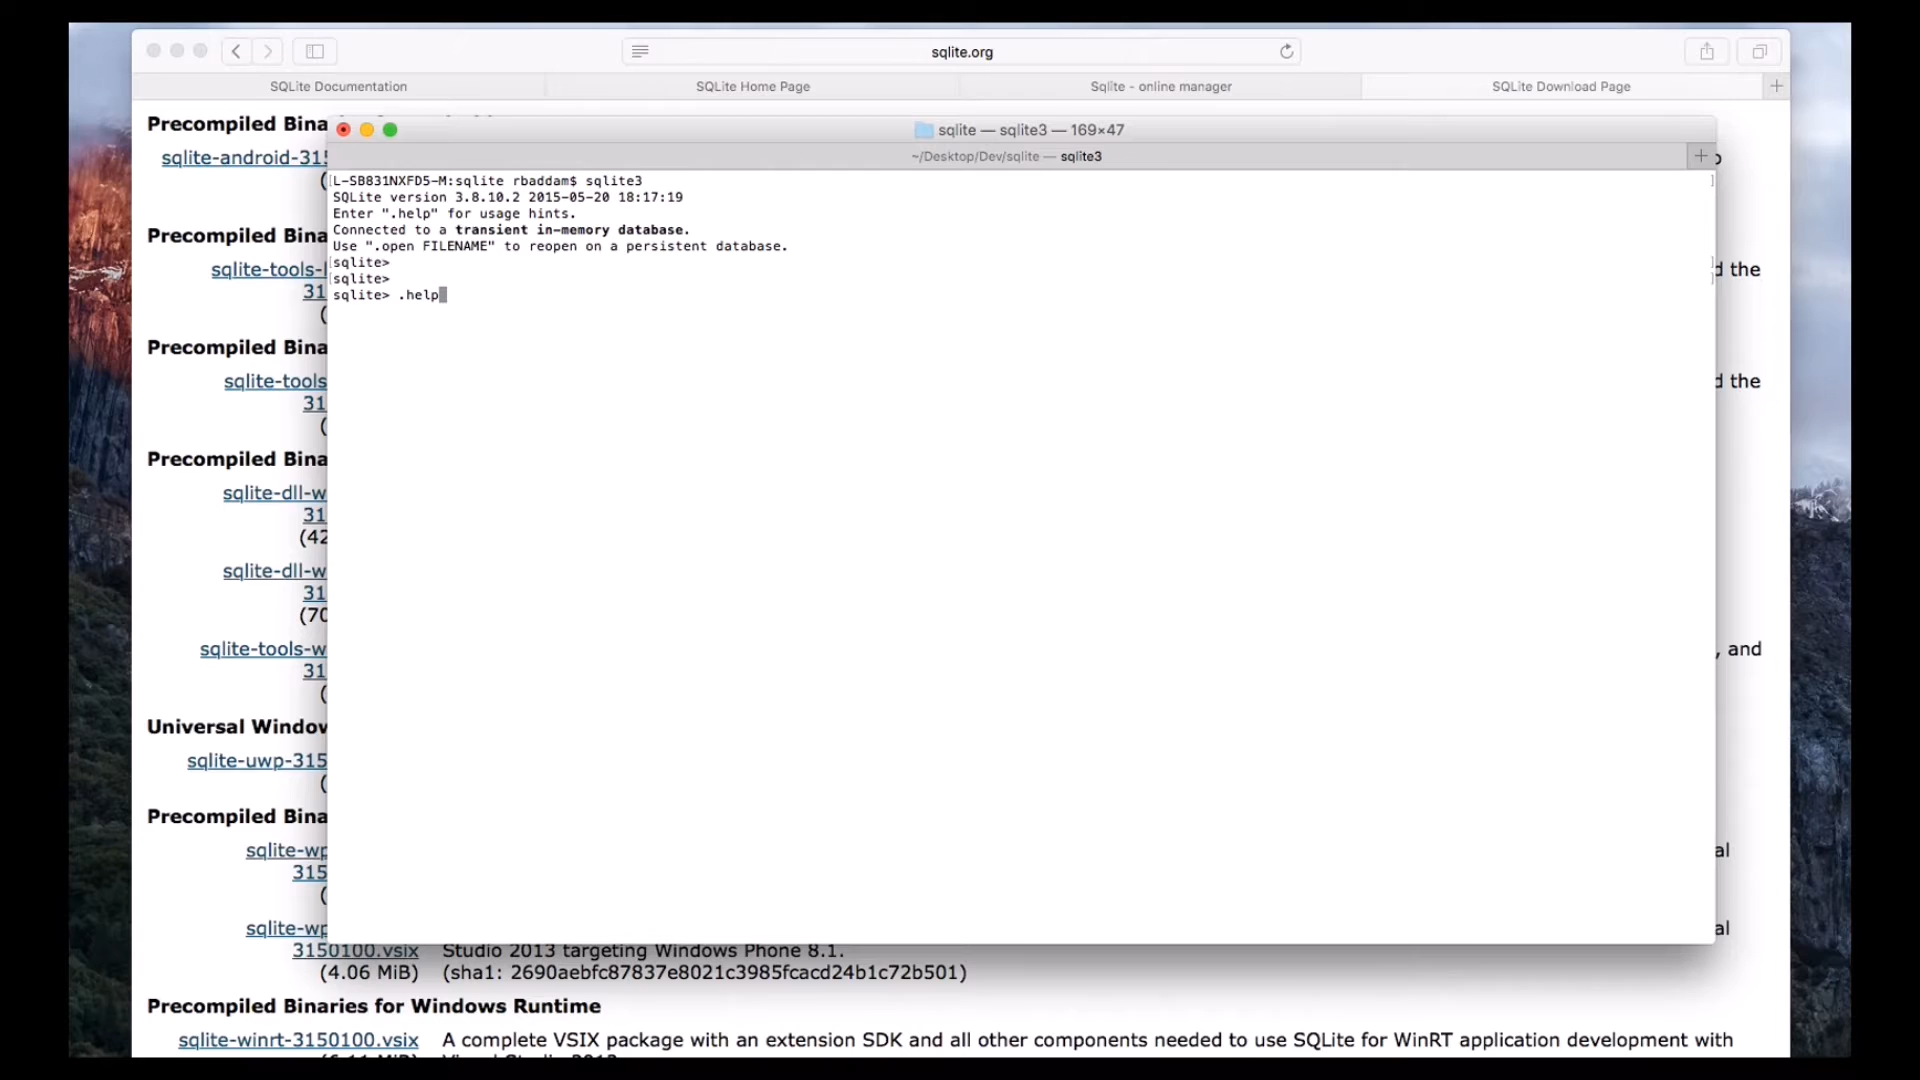 sqlite.org
SQLite Documentation
SQLite Home Page
Sqlite - online manager
SQLite Download Page
sqlite — sqlite3 — 169×47
~/Desktop/Dev/sqlite — sqlite3
L-SB831NXFD5-M:sqlite rbaddam$ sqlite3
SQLite version 3.8.10.2 2015-05-20 18:17:19
Enter ".help" for usage hints.
Connected to a transient in-memory database.
Use ".open FILENAME" to reopen on a persistent database.
sqlite>
sqlite>
sqlite> .help
Precompiled Bina
sqlite-android-315
(
Precompiled Bina
sqlite-tools-
d the
31
(
Precompiled Bina
sqlite-tools
d the
31
(
Precompiled Bina
sqlite-dll-w
31
(42
sqlite-dll-w
31
(70
sqlite-tools-w
, and
31
(
Universal Window
sqlite-uwp-315
(
Precompiled Bina
sqlite-wp
al
315
(
sqlite-wp
al
3150100.vsix Studio 2013 targeting Windows Phone 8.1.
(4.06 MiB) (sha1: 2690aebfc87837e8021c3985fcacd24b1c72b501)
Precompiled Binaries for Windows Runtime
sqlite-winrt-3150100.vsix A complete VSIX package with an extension SDK and all other components needed to use SQLite for WinRT application development with